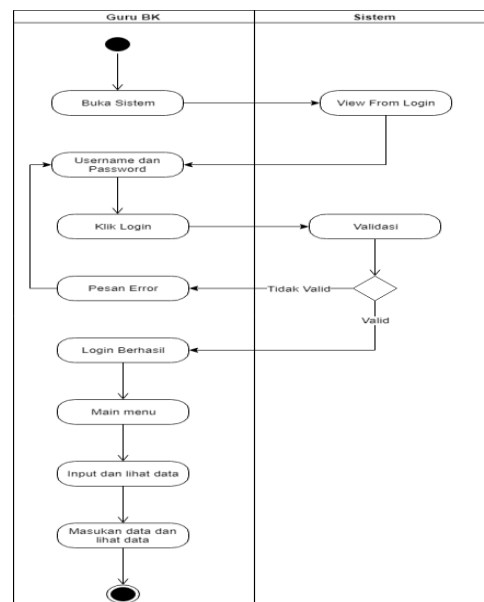 Guru BK
Sistem
Buka Sistem
View From Login
Username dan
Password
Klik Login
Validasi
Pesan Error
Tidak Valid
Valid
Login Berhasil
Main menu
Input dan lihat data
Masukan data dan
lihat data